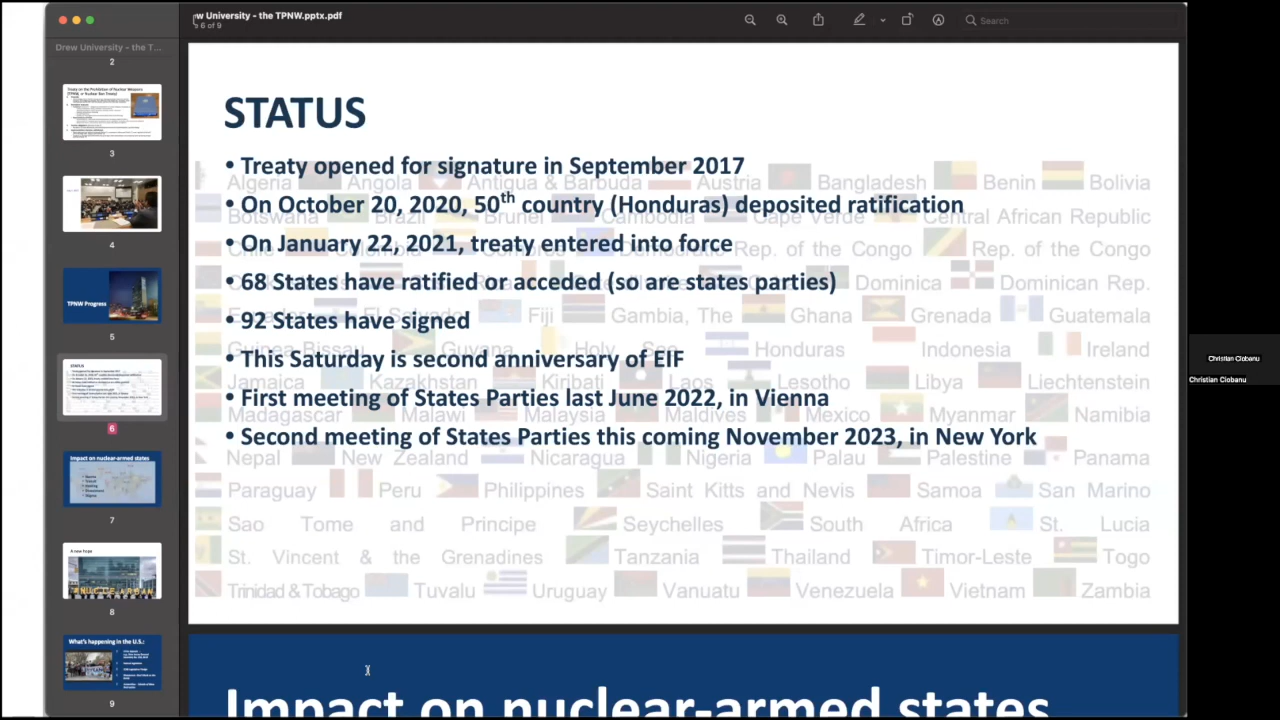 w University - the TPNW.pptx.pdf
6 of 9
Search
Drew University - the T...
2
3
4
TPNW Progress
5
STATUS
6
Impact on nuclear-armed states
7
A new hope
8
What's happening in the U.S.:
9
STATUS
• Treaty opened for signature in September 2017
Algeria Angola Antigua & Barbuda Austria Bangladesh Benin Bolivia
• On October 20, 2020, 50th country (Honduras) deposited ratification
Botswana Brazil Brunei Cambodia Cape Verde Central African Republic
• On January 22, 2021, treaty entered into force
Rep. of the Congo Rep. of the Congo
• 68 States have ratified or acceded (so are states parties)
Dominica Dominican Rep.
• 92 States have signed
Fiji Gambia, The Ghana Grenada Guatemala
Guinea Bissau Guyana Holy See Honduras Indonesia Ireland
• This Saturday is second anniversary of EIF
Jamaica Kazakhstan Kiribati Laos Liechtenstein
• First meeting of States Parties last June 2022, in Vienna
Madagascar Malawi Malaysia Maldives Mexico Myanmar Namibia
• Second meeting of States Parties this coming November 2023, in New York
Nepal New Zealand Nicaragua Nigeria Palau Palestine Panama
Paraguay Peru Philippines Saint Kitts and Nevis Samoa San Marino
Sao Tome and Principe Seychelles South Africa St. Lucia
St. Vincent & the Grenadines Tanzania Thailand Timor-Leste Togo
Trinidad & Tobago Tuvalu Uruguay Vanuatu Venezuela Vietnam Zambia
Impact on nuclear-armed states
Christian Ciobanu
Christian Ciobanu